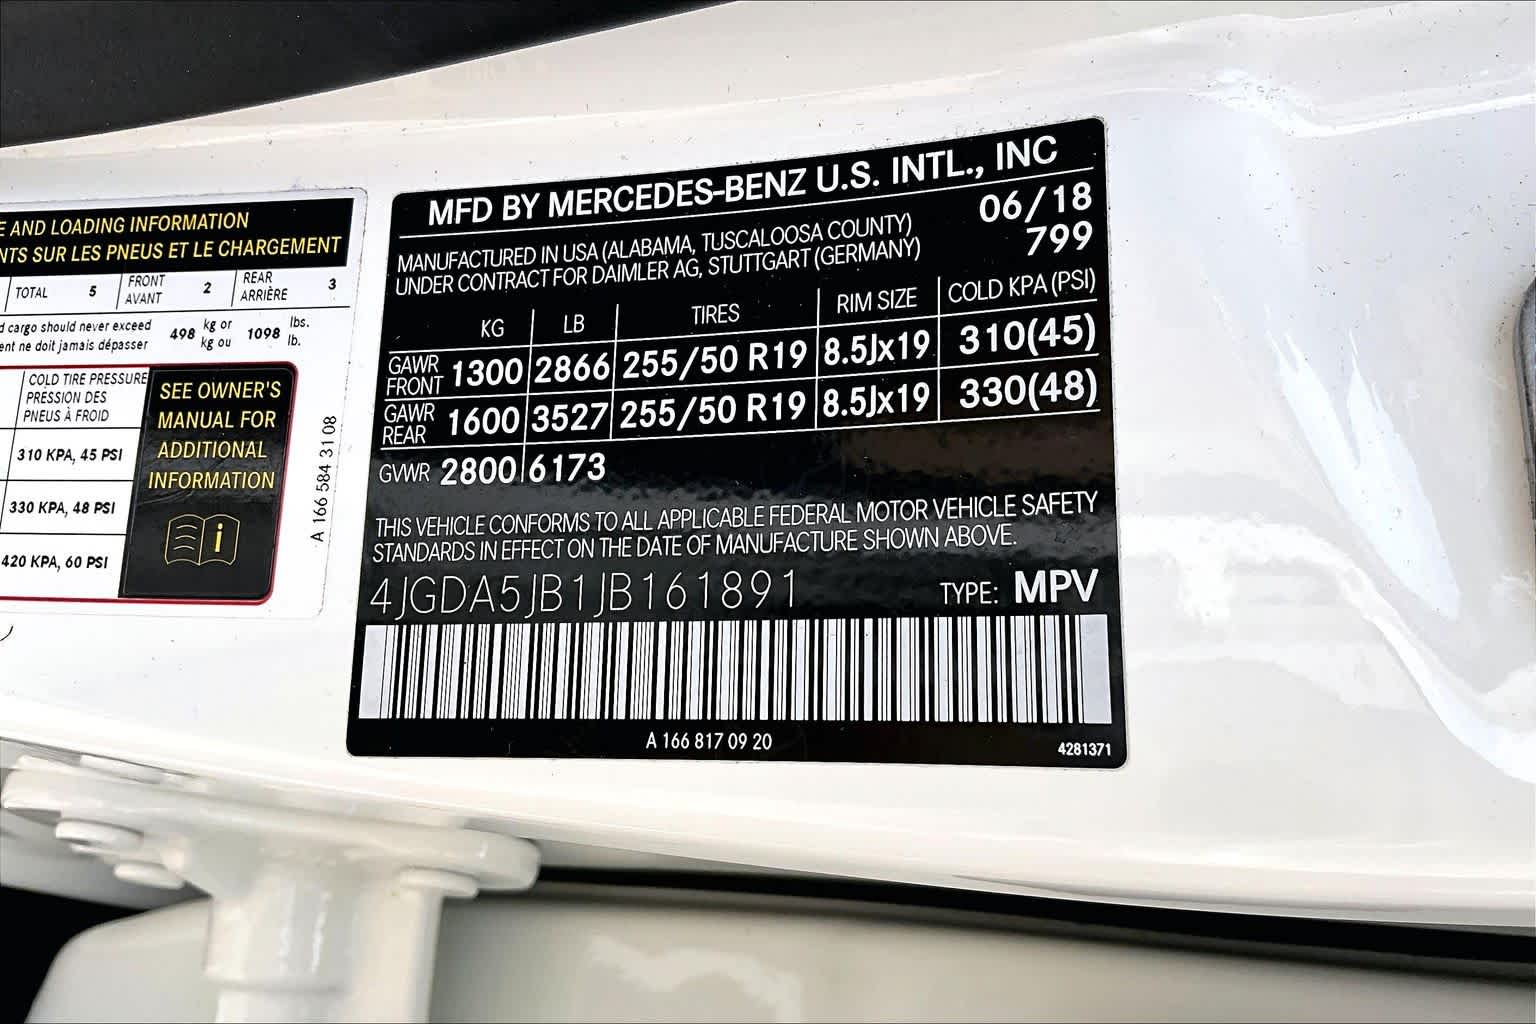 E AND LOADING INFORMATION
NTS SUR LES PNEUS ET LE CHARGEMENT
TOTAL 5 FRONT AVANT 2 REAR ARRIÈRE 3
d cargo should never exceed
ent ne doit jamais dépasser
498 kg or kg ou 1098 lbs. lb.
COLD TIRE PRESSURE
PRESSION DES
PNEUS À FROID
310 KPA, 45 PSI
330 KPA, 48 PSI
420 KPA, 60 PSI
SEE OWNER'S
MANUAL FOR
ADDITIONAL
INFORMATION
i
A 166 584 31 08
MFD BY MERCEDES-BENZ U.S. INTL., INC
MANUFACTURED IN USA (ALABAMA, TUSCALOOSA COUNTY) 06/18
UNDER CONTRACT FOR DAIMLER AG, STUTTGART (GERMANY) 799
KG LB TIRES RIM SIZE COLD KPA (PSI)
GAWR FRONT 1300 2866 255/50 R19 8.5Jx19 310(45)
GAWR REAR 1600 3527 255/50 R19 8.5Jx19 330(48)
GVWR 2800 6173
THIS VEHICLE CONFORMS TO ALL APPLICABLE FEDERAL MOTOR VEHICLE SAFETY
STANDARDS IN EFFECT ON THE DATE OF MANUFACTURE SHOWN ABOVE.
4JGDA5JB1JB161891 TYPE: MPV
A 166 817 09 20
4281371